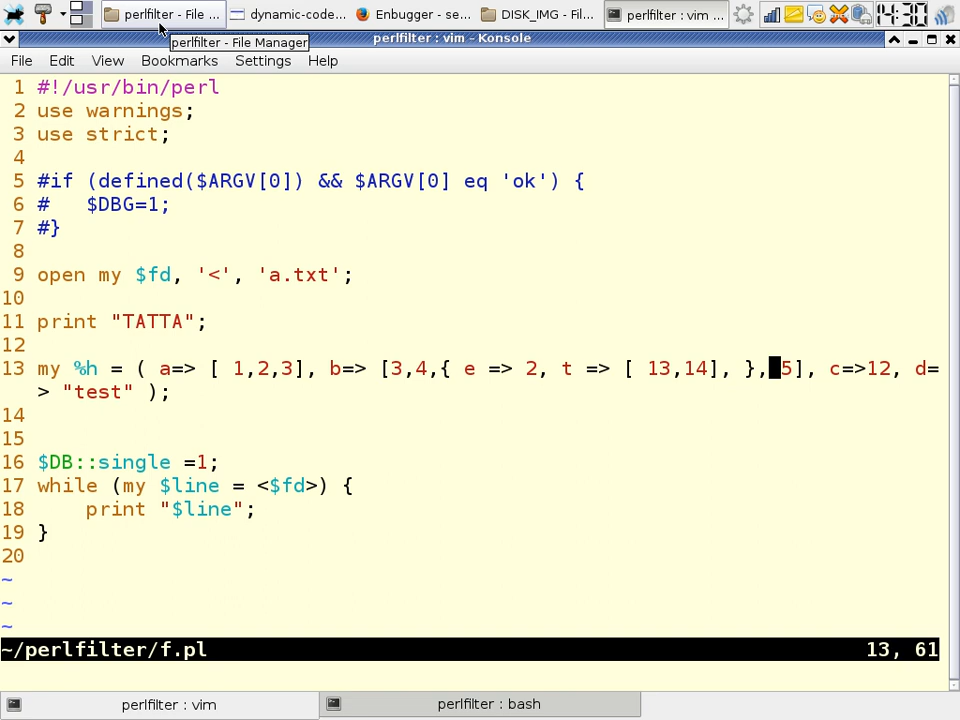 perlfilter - File ...
dynamic-code...
Enbugger - se...
DISK_IMG - Fil...
perlfilter : vim ...
14:30
perlfilter - File Manager
perlfilter : vim – Konsole
File Edit View Bookmarks Settings Help
1 #!/usr/bin/perl
2 use warnings;
3 use strict;
4
5 #if (defined($ARGV[0]) && $ARGV[0] eq 'ok') {
6 #   $DBG=1;
7 #}
8
9 open my $fd, '<', 'a.txt';
10
11 print "TATTA";
12
13 my %h = ( a=> [ 1,2,3], b=> [3,4,{ e => 2, t => [ 13,14], }, 5], c=>12, d=
> "test" );
14
15
16 $DB::single =1;
17 while (my $line = <$fd>) {
18     print "$line";
19 }
20
~
~
~
~/perlfilter/f.pl 13, 61
perlfilter : vim
perlfilter : bash